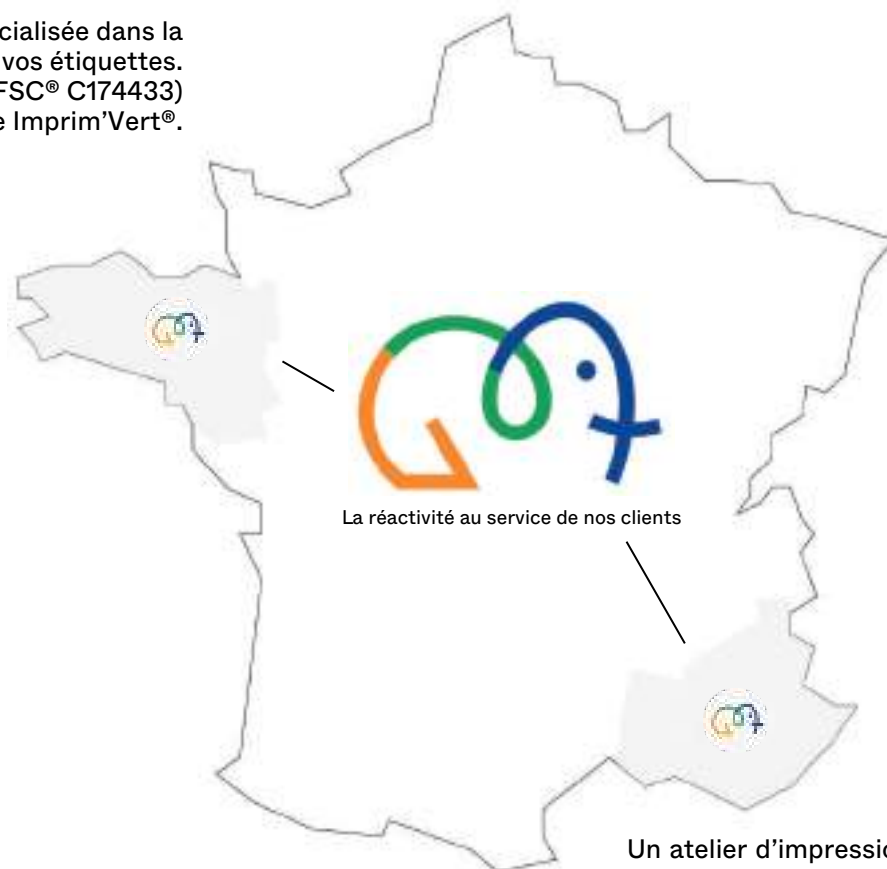 cialisée dans la
vos étiquettes.
FSC® C174433)
e Imprim'Vert®.
La réactivité au service de nos clients
Un atelier d'impressio